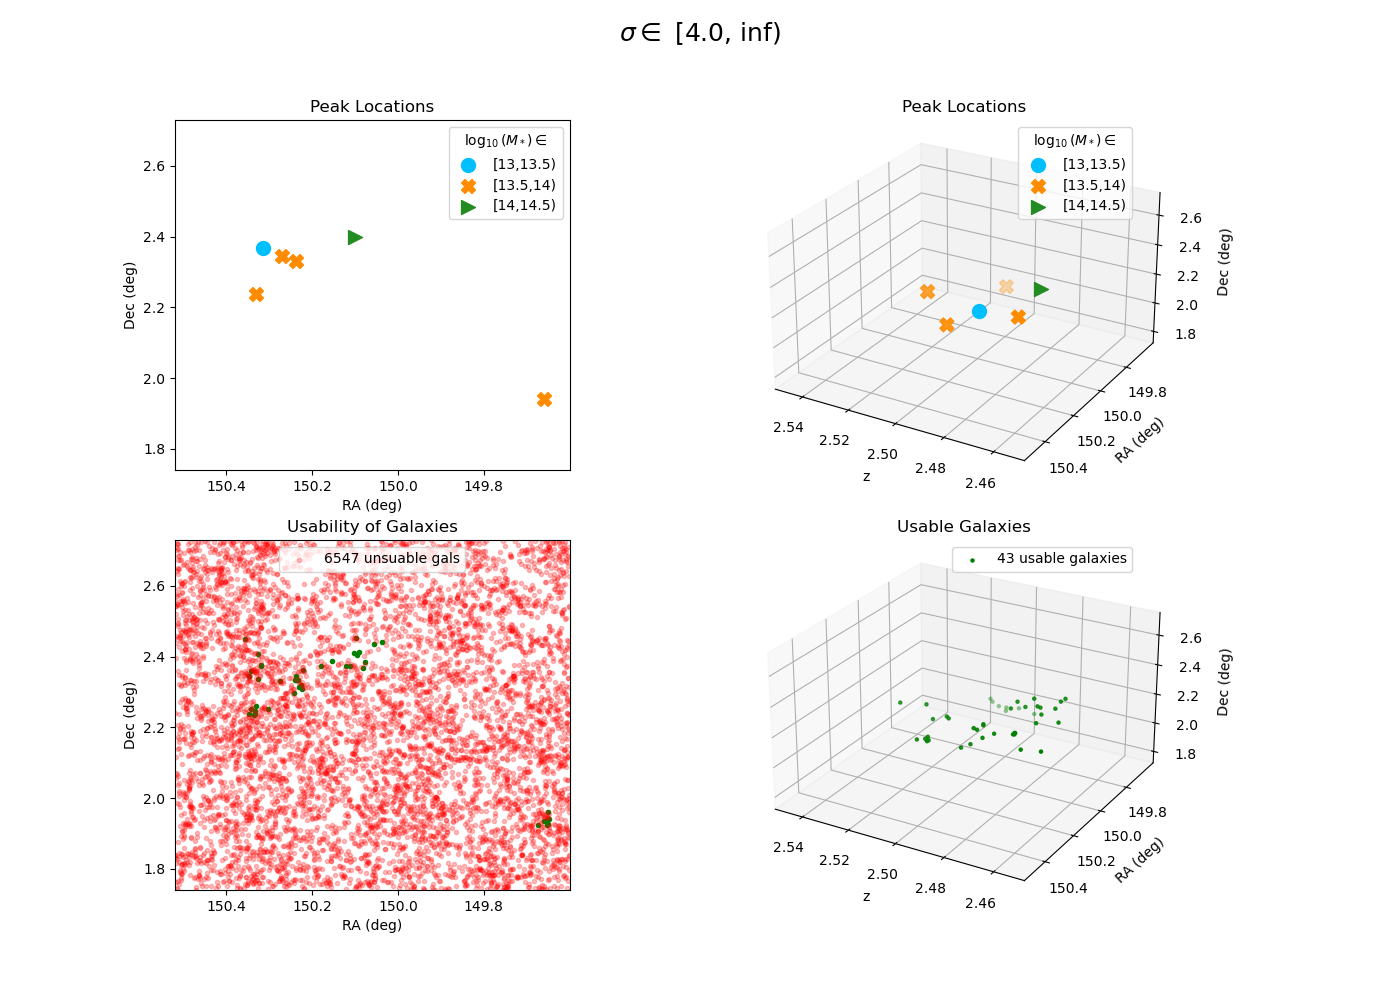 σ ∈ [4.0, inf)
Peak Locations
log₁₀(M*) ∈
[13,13.5)
[13.5,14)
[14,14.5)
2.6
2.4
2.2
2.0
1.8
Dec (deg)
150.4 150.2 150.0 149.8
RA (deg)
Peak Locations
log₁₀(M*) ∈
[13,13.5)
[13.5,14)
[14,14.5)
2.6
2.4
2.2
2.0
1.8
Dec (deg)
149.8
150.0
150.2
150.4
RA (deg)
2.54
2.52
2.50
2.48
2.46
z
Usability of Galaxies
6547 unsuable gals
2.6
2.4
2.2
2.0
1.8
Dec (deg)
150.4 150.2 150.0 149.8
RA (deg)
Usable Galaxies
43 usable galaxies
2.6
2.4
2.2
2.0
1.8
Dec (deg)
149.8
150.0
150.2
150.4
RA (deg)
2.54
2.52
2.50
2.48
2.46
z